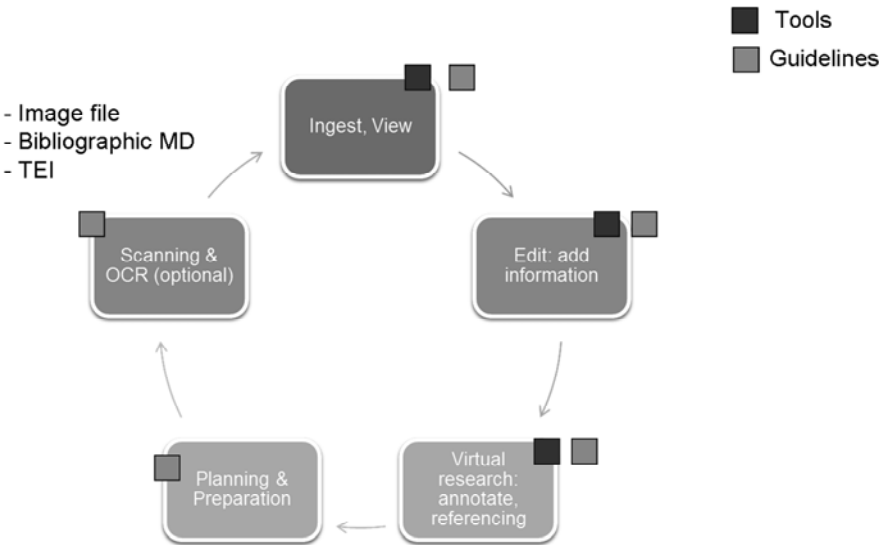 Tools
Guidelines
- Image file
- Bibliographic MD
- TEI
Ingest, View
Scanning &
OCR (optional)
Edit: add
information
Planning &
Preparation
Virtual
research:
annotate,
referencing